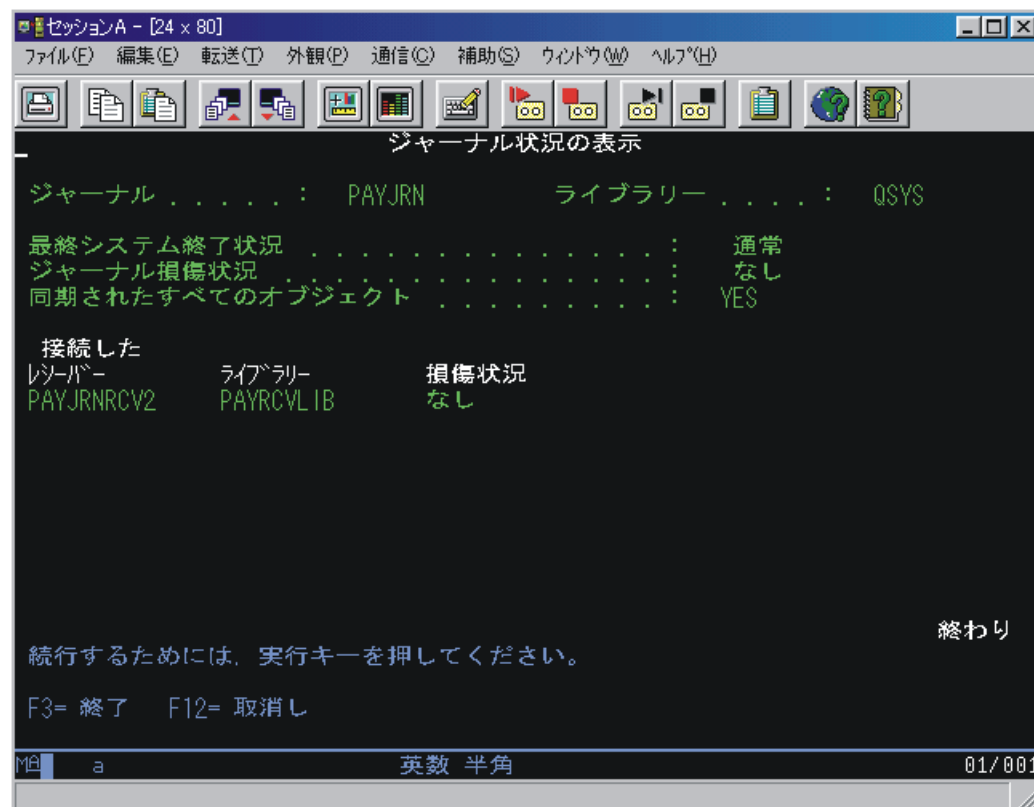 セッションA - [24 x 80]
ファイル(F) 編集(E) 転送(T) 外観(P) 通信(C) 補助(S) ウィンドウ(W) ヘルプ(H)
ジャーナル状況の表示
ジャーナル . . . . . . : PAYJRN ライブラリー . . . . : QSYS
最終システム終了状況 . . . . . . . . . . . . . . : 通常
ジャーナル損傷状況 . . . . . . . . . . . . . . . : なし
同期されたすべてのオブジェクト . . . . . . . . . : YES
接続した
レシーバー ライブラリー 損傷状況
PAYJRNRCV2 PAYRCVLIB なし
終わり
続行するためには, 実行キーを押してください。
F3= 終了 F12= 取消し
MA a 英数 半角 01/001